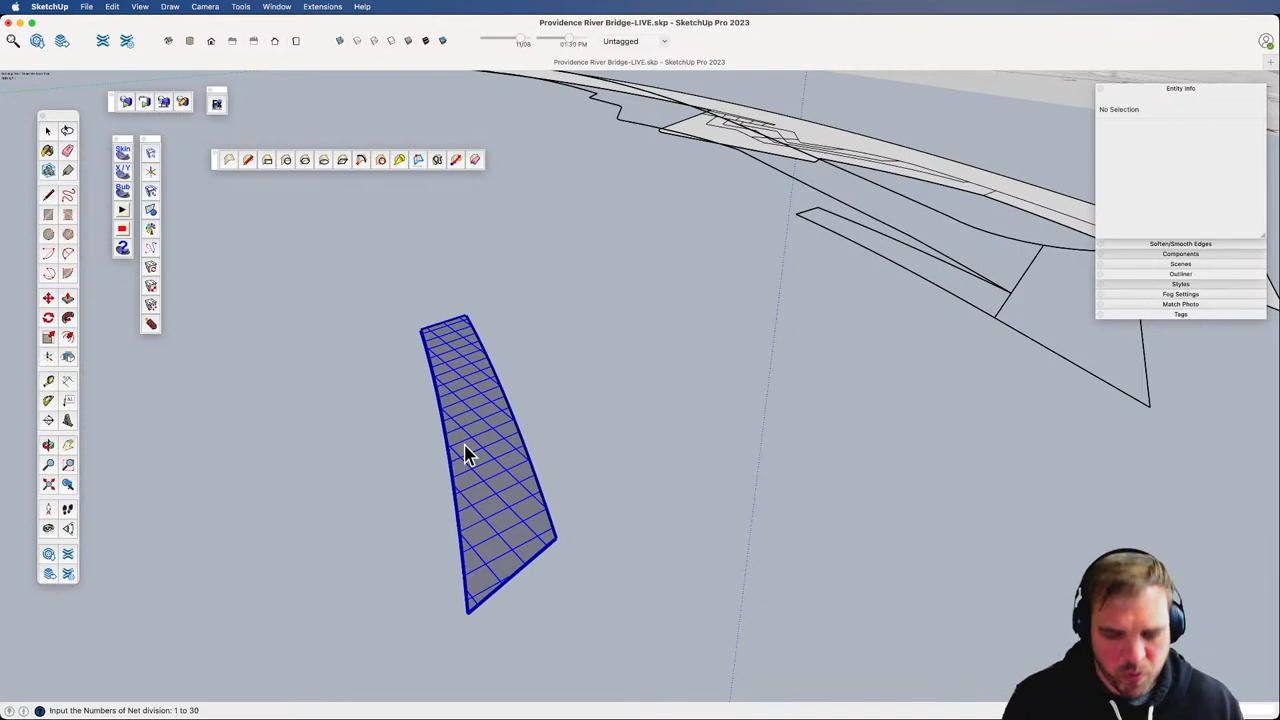 SketchUp File Edit View Draw Camera Tools Window Extensions Help
Providence River Bridge-LIVE.skp - SketchUp Pro 2023
11/08 01:30 PM Untagged
Providence River Bridge-LIVE.skp - SketchUp Pro 2023
Entity Info
No Selection
Skin
X/Y
Bub
Soften/Smooth Edges
Components
Scenes
Outliner
Styles
Fog Settings
Match Photo
Tags
Input the Numbers of Net division: 1 to 30